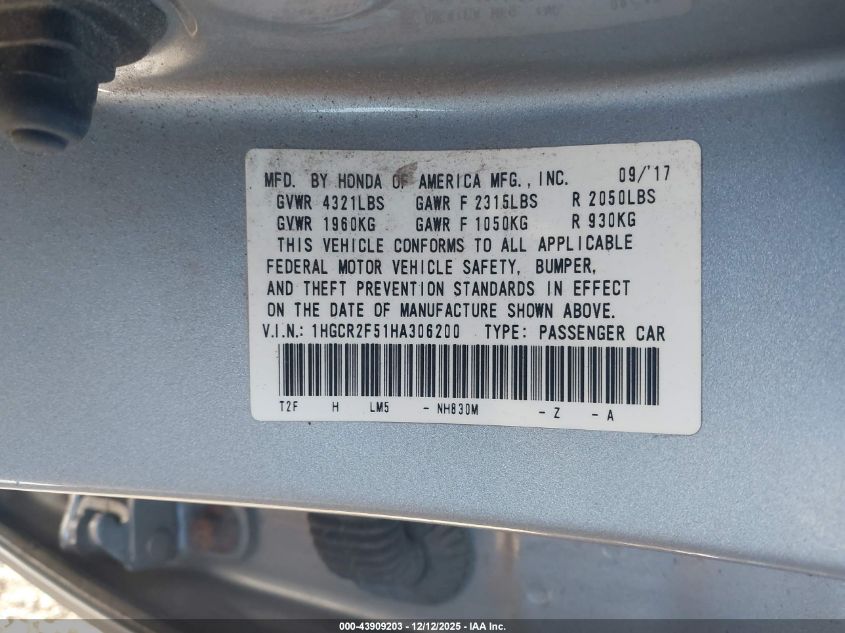 MFD. BY HONDA OF AMERICA MFG., INC. 09/'17
GVWR 4321LBS GAWR F 2315LBS R 2050LBS
GVWR 1960KG GAWR F 1050KG R 930KG
THIS VEHICLE CONFORMS TO ALL APPLICABLE
FEDERAL MOTOR VEHICLE SAFETY, BUMPER,
AND THEFT PREVENTION STANDARDS IN EFFECT
ON THE DATE OF MANUFACTURE SHOWN ABOVE.
V.I.N.: 1HGCR2F51HA306200 TYPE: PASSENGER CAR
T2F H LM5 - NH830M - Z - A
000-43909203 - 12/12/2025 - IAA Inc.